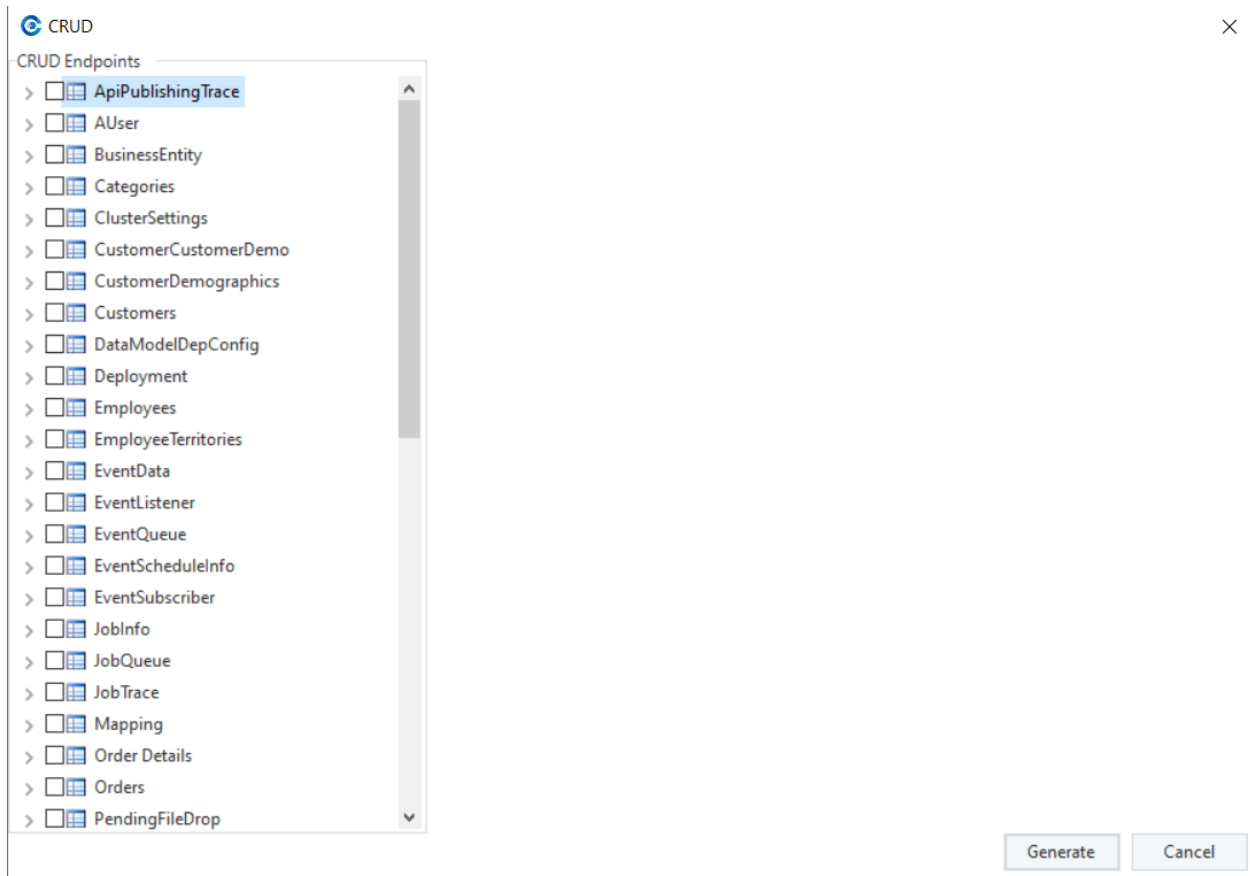 CRUD
CRUD Endpoints
ApiPublishingTrace
AUser
BusinessEntity
Categories
ClusterSettings
CustomerCustomerDemo
CustomerDemographics
Customers
DataModelDepConfig
Deployment
Employees
EmployeeTerritories
EventData
EventListener
EventQueue
EventScheduleInfo
EventSubscriber
JobInfo
JobQueue
JobTrace
Mapping
Order Details
Orders
PendingFileDrop
Generate Cancel